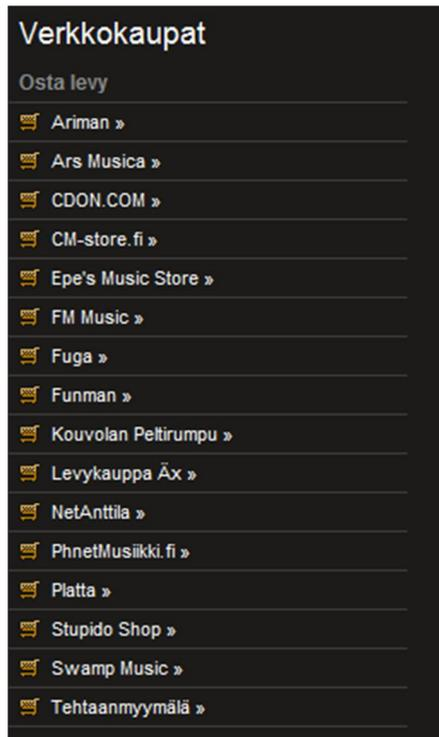 Verkkokaupat
Osta levy
Ariman »
Ars Musica »
CDON.COM »
CM-store.fi »
Epe's Music Store »
FM Music »
Fuga »
Funman »
Kouvolan Peltirumpu »
Levykauppa Äx »
NetAnttila »
PhnetMusiikki.fi »
Platta »
Stupido Shop »
Swamp Music »
Tehtaanmyymälä »